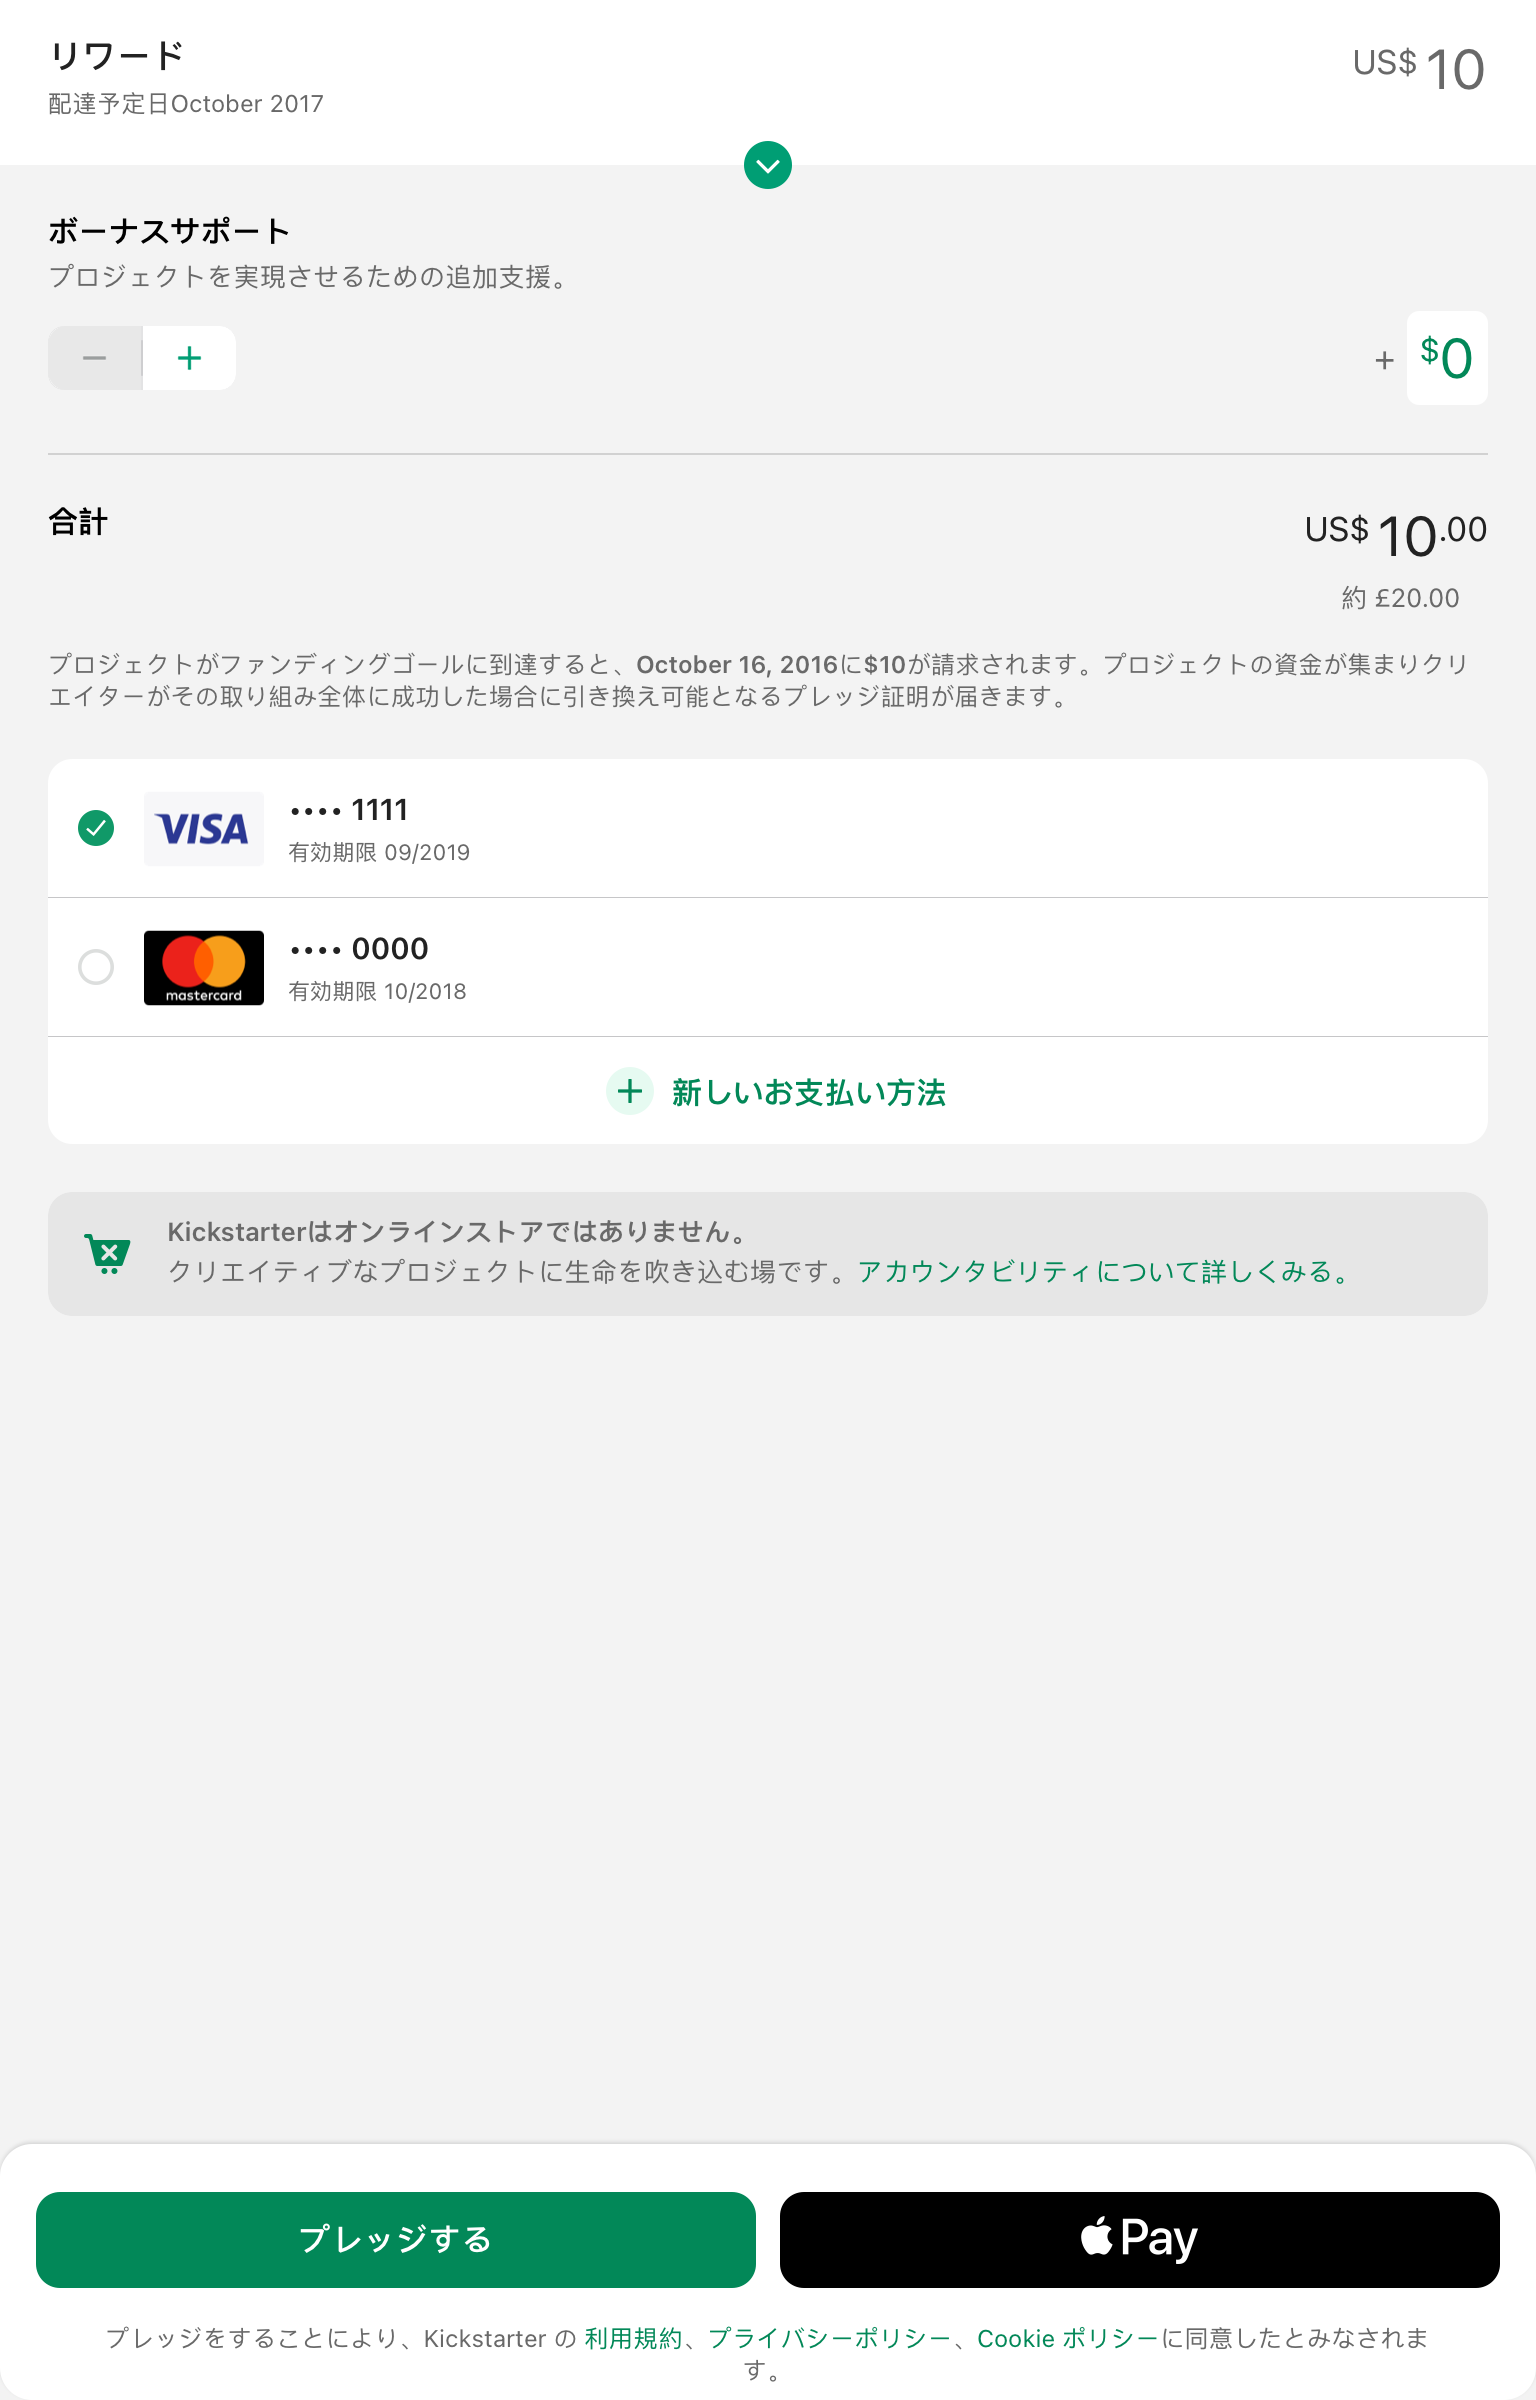 リワード
US$ 10
配達予定日October 2017
ボーナスサポート
プロジェクトを実現させるための追加支援。
− +
+ $0
合計
US$ 10.00
約 £20.00
プロジェクトがファンディングゴールに到達すると、October 16, 2016に$10が請求されます。プロジェクトの資金が集まりクリ
エイターがその取り組み全体に成功した場合に引き換え可能となるプレッジ証明が届きます。
VISA
•••• 1111
有効期限 09/2019
mastercard
•••• 0000
有効期限 10/2018
+ 新しいお支払い方法
Kickstarterはオンラインストアではありません。
クリエイティブなプロジェクトに生命を吹き込む場です。アカウンタビリティについて詳しくみる。
プレッジする
Pay
プレッジをすることにより、Kickstarter の 利用規約、プライバシーポリシー、Cookie ポリシーに同意したとみなされま
す。